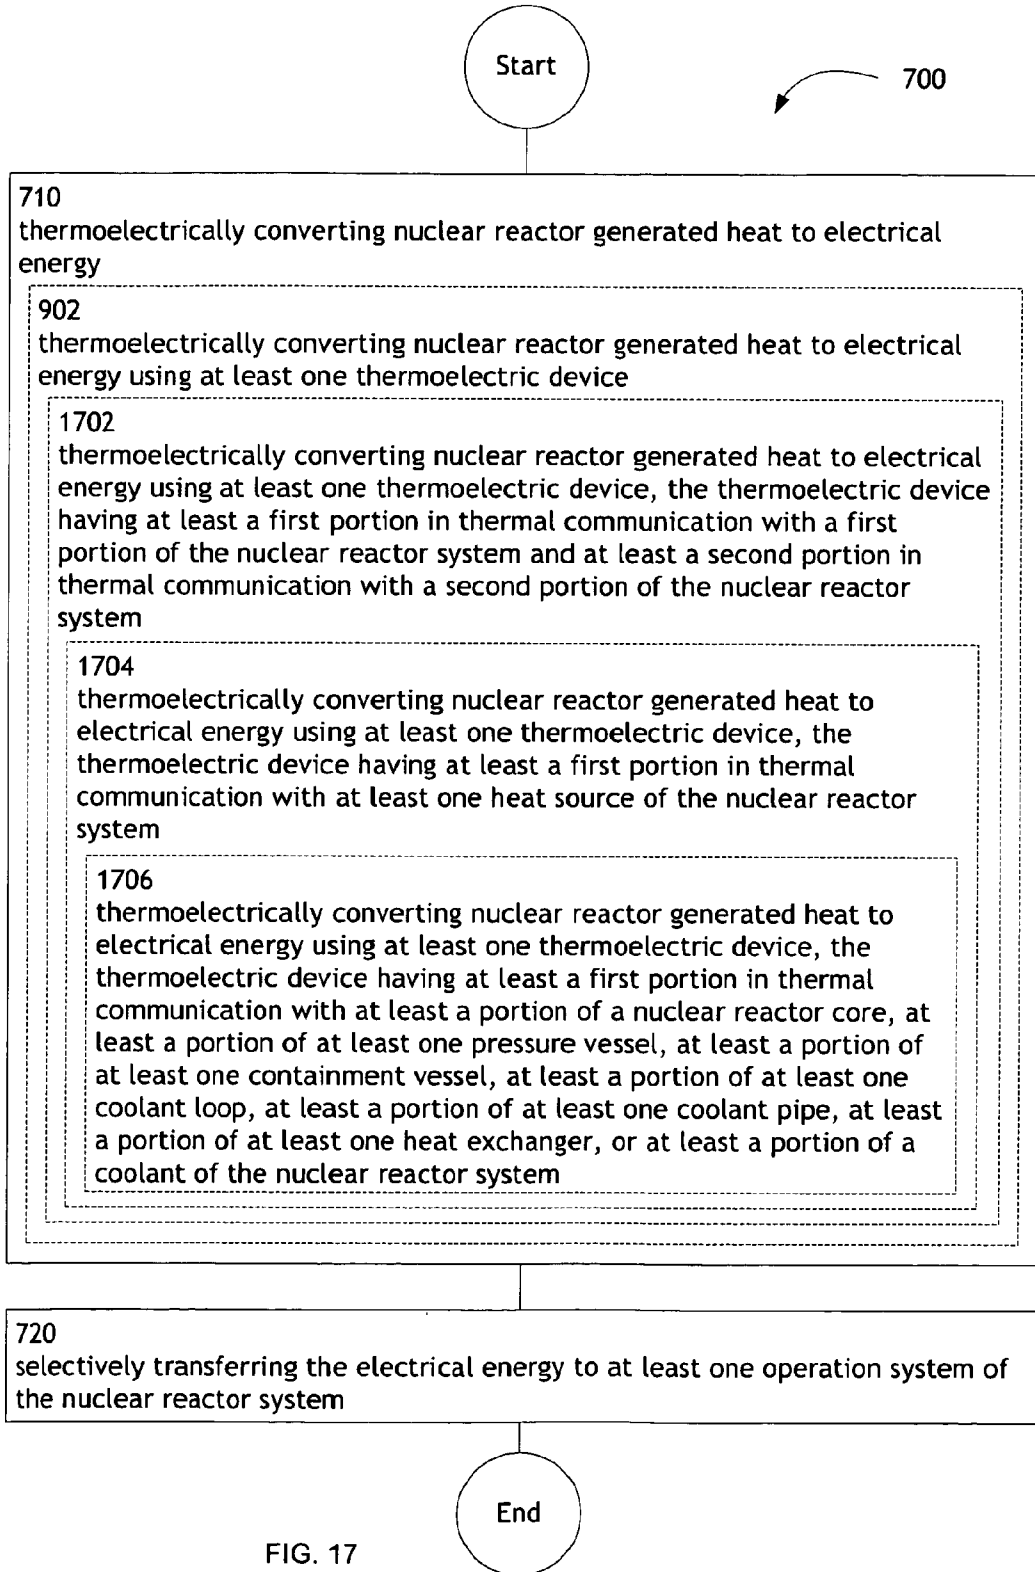 Start
700
710
thermoelectrically converting nuclear reactor generated heat to electrical
energy
902
thermoelectrically converting nuclear reactor generated heat to electrical
energy using at least one thermoelectric device
1702
thermoelectrically converting nuclear reactor generated heat to electrical
energy using at least one thermoelectric device, the thermoelectric device
having at least a first portion in thermal communication with a first
portion of the nuclear reactor system and at least a second portion in
thermal communication with a second portion of the nuclear reactor
system
1704
thermoelectrically converting nuclear reactor generated heat to
electrical energy using at least one thermoelectric device, the
thermoelectric device having at least a first portion in thermal
communication with at least one heat source of the nuclear reactor
system
1706
thermoelectrically converting nuclear reactor generated heat to
electrical energy using at least one thermoelectric device, the
thermoelectric device having at least a first portion in thermal
communication with at least a portion of a nuclear reactor core, at
least a portion of at least one pressure vessel, at least a portion of
at least one containment vessel, at least a portion of at least one
coolant loop, at least a portion of at least one coolant pipe, at least
a portion of at least one heat exchanger, or at least a portion of a
coolant of the nuclear reactor system
720
selectively transferring the electrical energy to at least one operation system of
the nuclear reactor system
End
FIG. 17